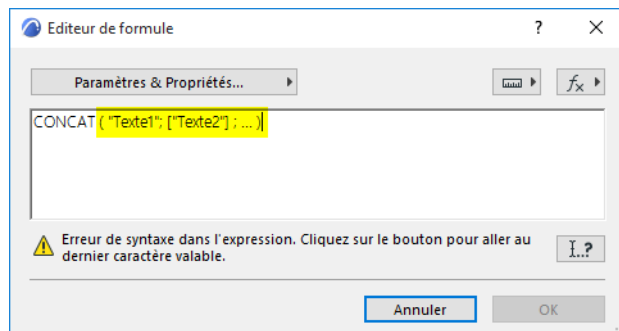 Editeur de formule ?
Paramètres & Propriétés... fx
CONCAT ( "Texte1"; ["Texte2"] ; ... )
Erreur de syntaxe dans l'expression. Cliquez sur le bouton pour aller au
dernier caractère valable.
I..?
Annuler OK